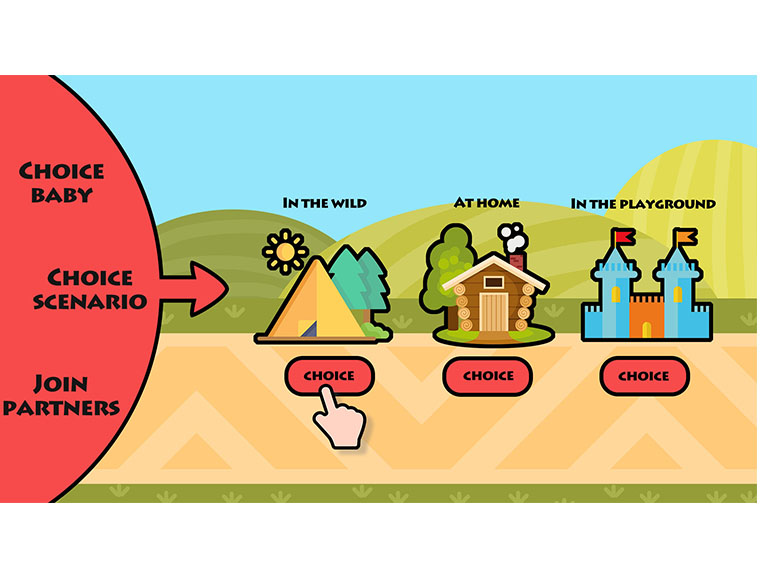 CHOICE
BABY
CHOICE
SCENARIO
JOIN
PARTNERS
IN THE WILD
AT HOME
IN THE PLAYGROUND
CHOICE
CHOICE
CHOICE